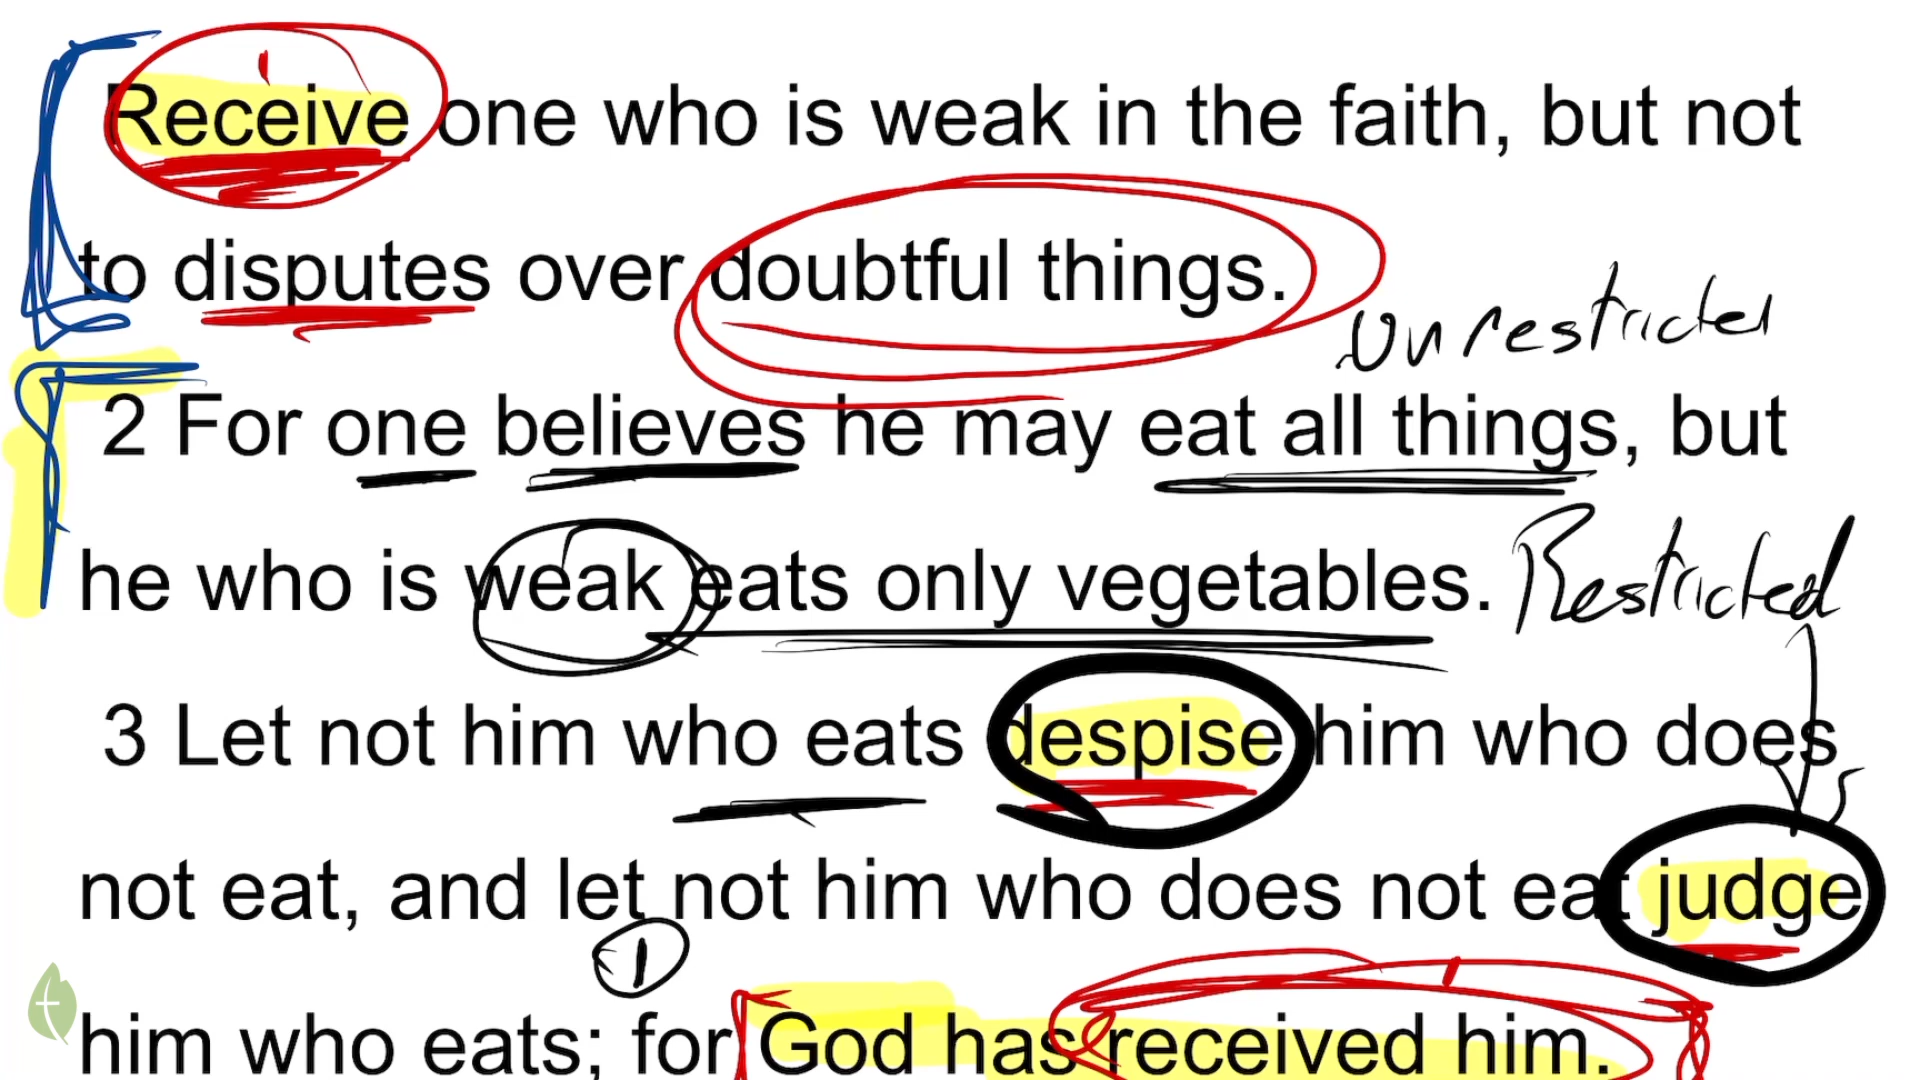 Receive one who is weak in the faith, but not
to disputes over doubtful things.
Unrestricted
2 For one believes he may eat all things, but
he who is weak eats only vegetables. Restricted
3 Let not him who eats despise him who does
not eat, and let not him who does not eat judge
1
him who eats; for God has received him.